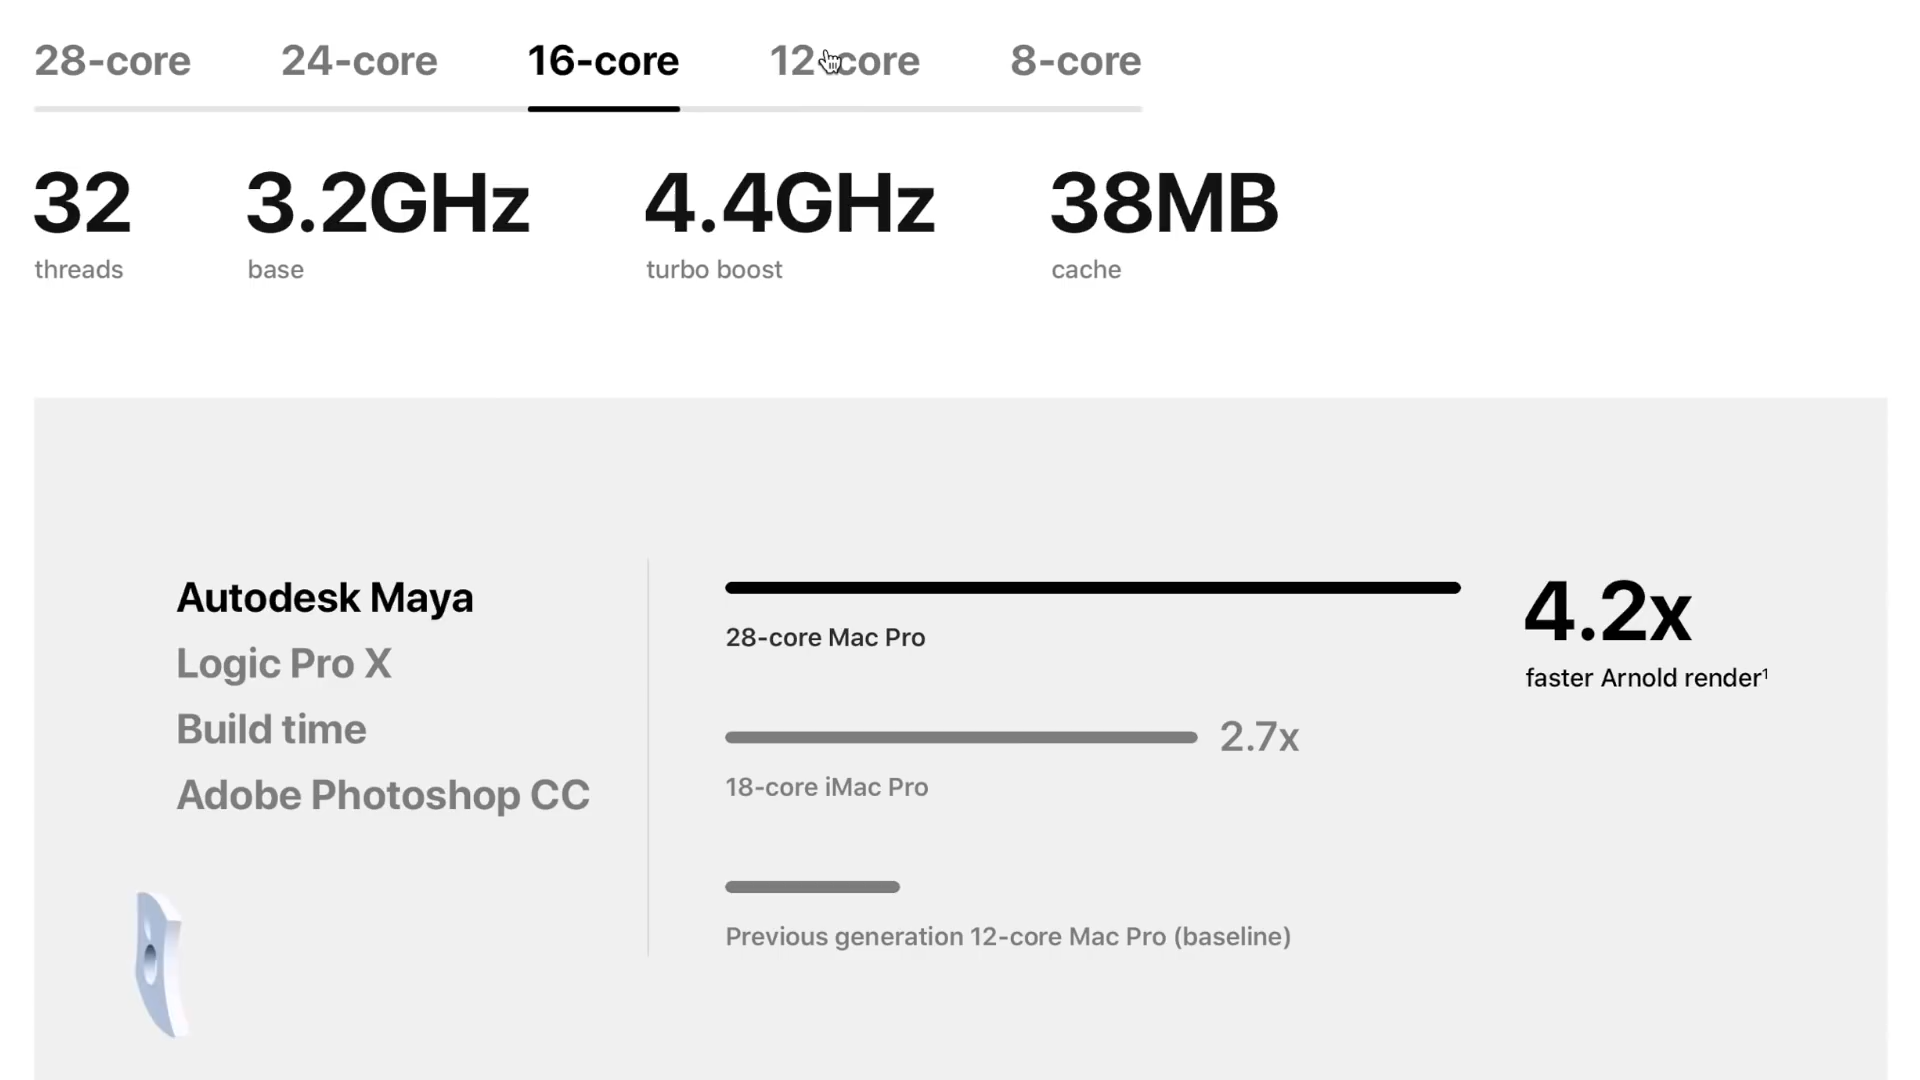 28-core 24-core 16-core 12-core 8-core
32 3.2GHz 4.4GHz 38MB
threads base turbo boost cache
Autodesk Maya
Logic Pro X
Build time
Adobe Photoshop CC
28-core Mac Pro
4.2x
faster Arnold render¹
2.7x
18-core iMac Pro
Previous generation 12-core Mac Pro (baseline)